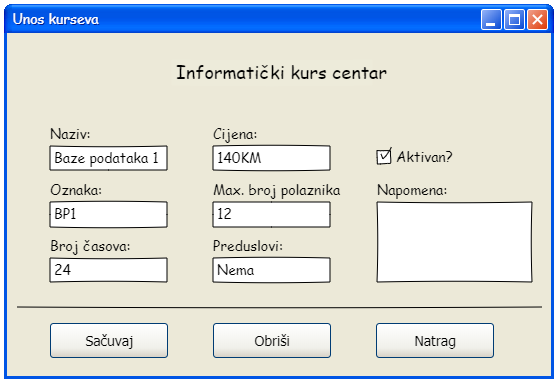 Unos kurseva
Informatički kurs centar
Naziv:
Baze podataka 1
Oznaka:
BP1
Broj časova:
24
Cijena:
140KM
Max. broj polaznika
12
Preduslovi:
Nema
Aktivan?
Napomena:
Sačuvaj
Obriši
Natrag